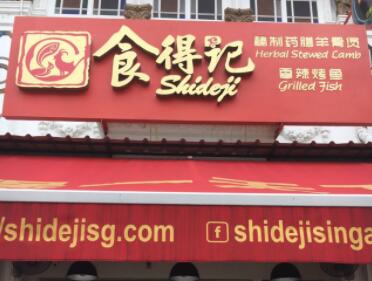 食得记
Shideji
秘制药膳羊骨煲
Herbal Stewed Lamb
香辣烤鱼
Grilled Fish
/shidejisg.com
f shidejisinga